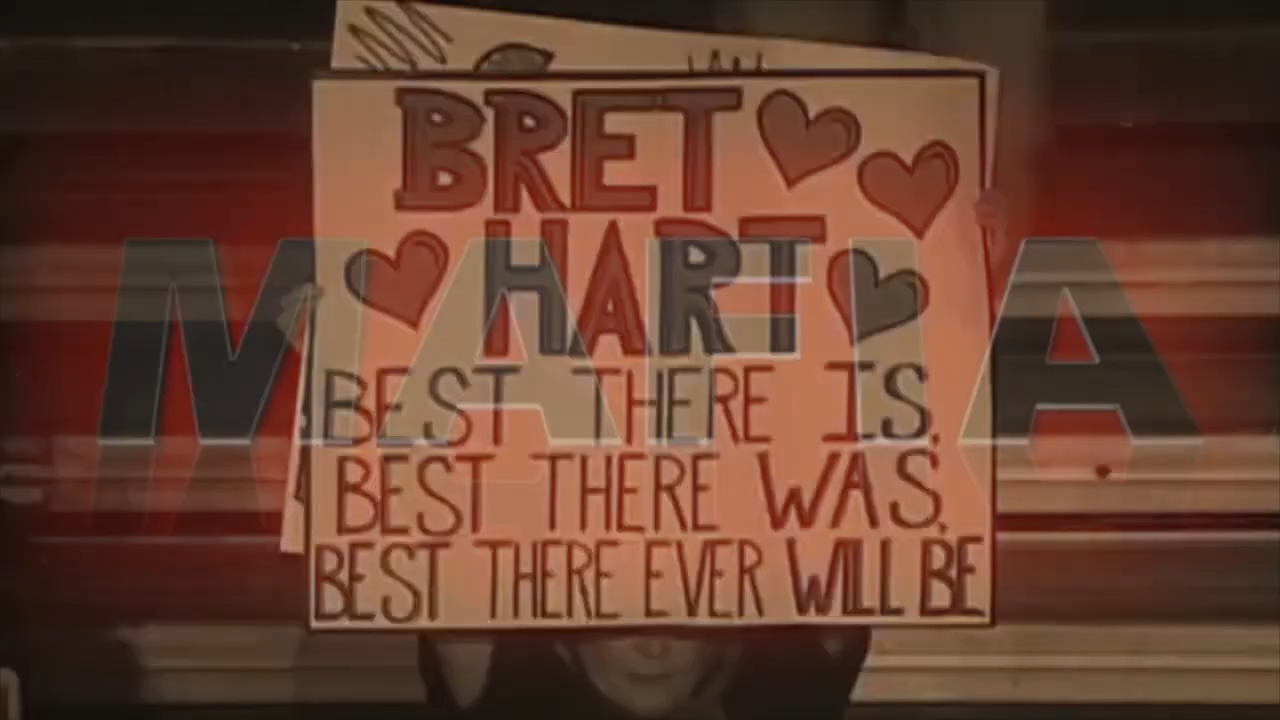 BRET
HART
BEST THERE IS,
BEST THERE WAS,
BEST THERE EVER WILL BE
MAFIA